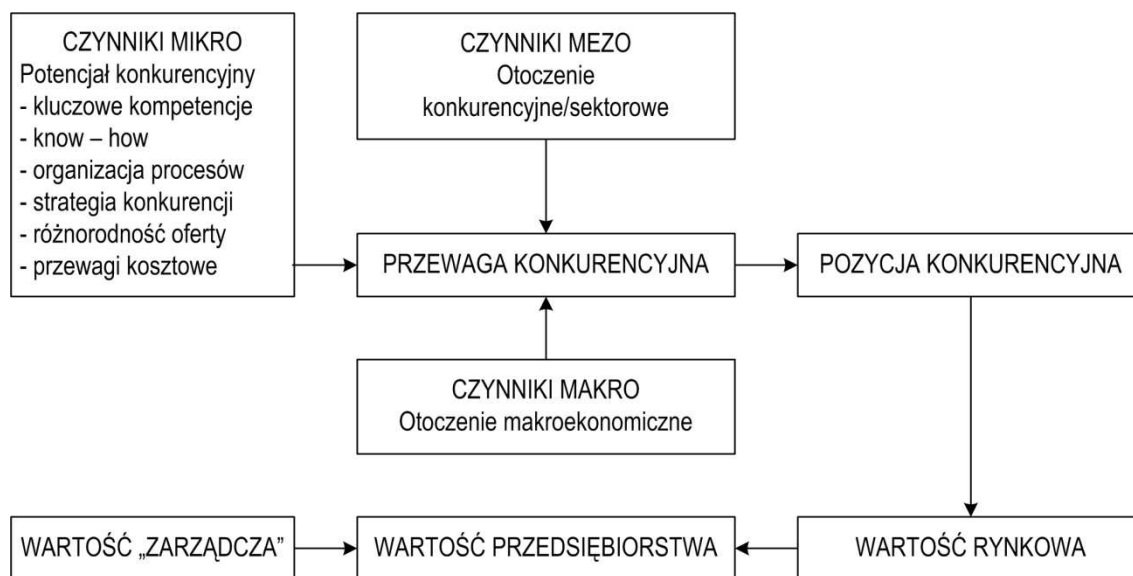 CZYNNIKI MIKRO
Potencjał konkurencyjny
- kluczowe kompetencje
- know – how
- organizacja procesów
- strategia konkurencji
- różnorodność oferty
- przewagi kosztowe
CZYNNIKI MEZO
Otoczenie
konkurencyjne/sektorowe
PRZEWAGA KONKURENCYJNA
POZYCJA KONKURENCYJNA
CZYNNIKI MAKRO
Otoczenie makroekonomiczne
WARTOŚĆ „ZARZĄDCZA”
WARTOŚĆ PRZEDSIĘBIORSTWA
WARTOŚĆ RYNKOWA